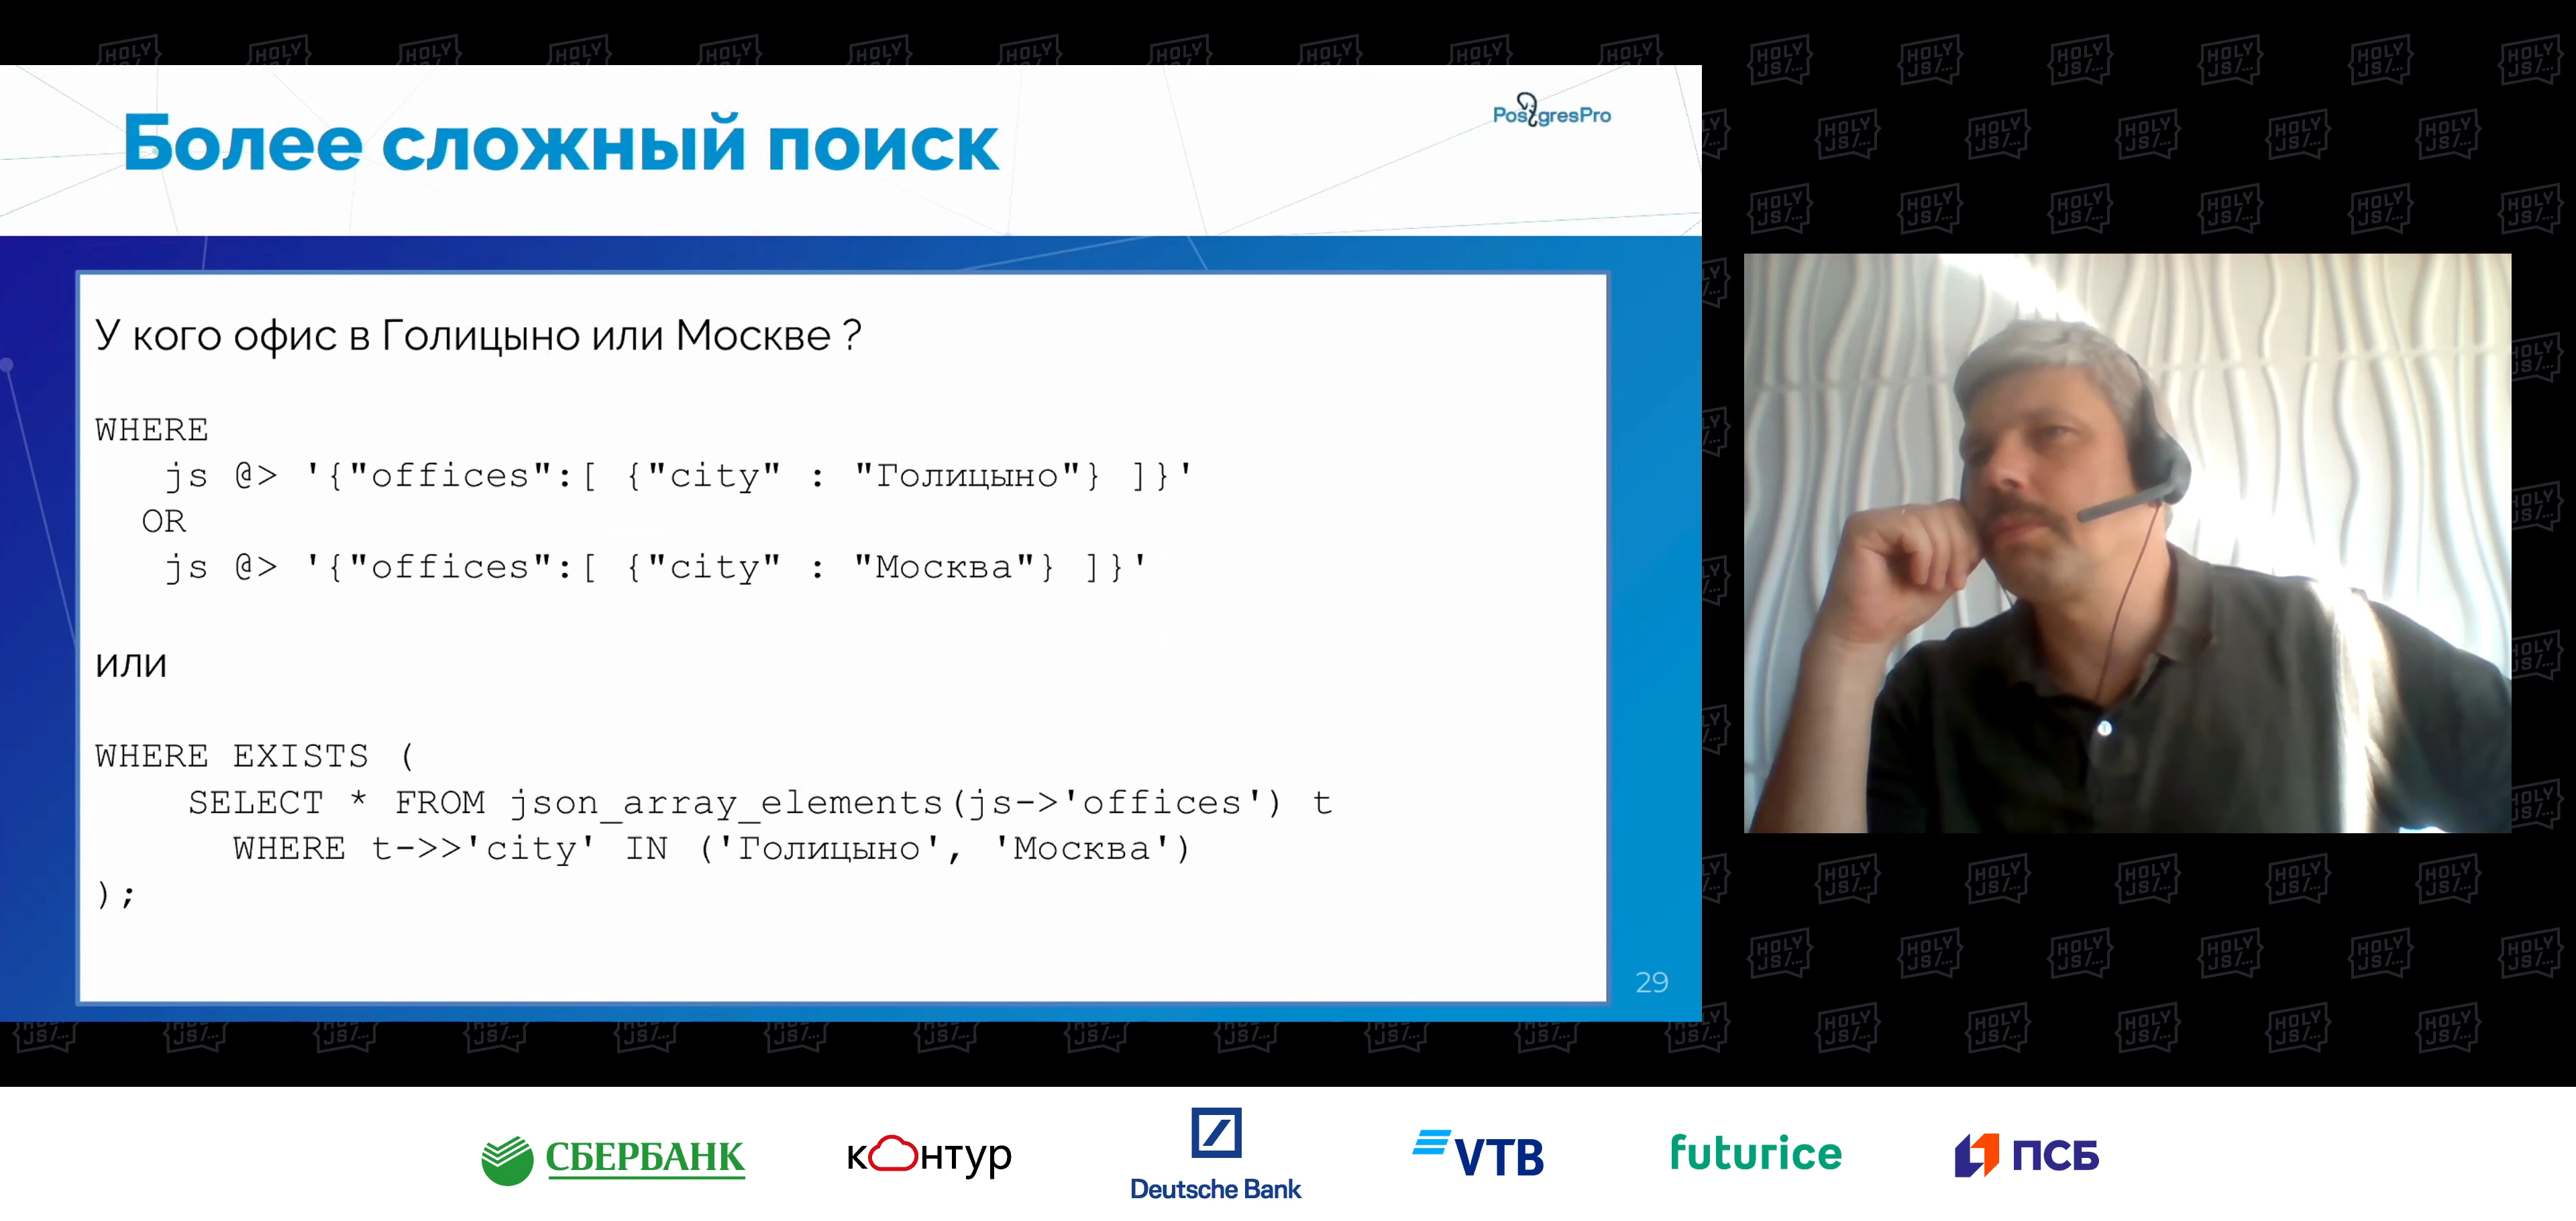 Более сложный поиск
PostgresPro
У кого офис в Голицыно или Москве ?
WHERE
js @> '{"offices":[ {"city" : "Голицыно"} ]}'
OR
js @> '{"offices":[ {"city" : "Москва"} ]}'
или
WHERE EXISTS (
SELECT * FROM json_array_elements(js->'offices') t
WHERE t->>'city' IN ('Голицыно', 'Москва')
);
29
HOLY
JS/...
СБЕРБАНК
контур
Deutsche Bank
VTB
futurice
ПСБ